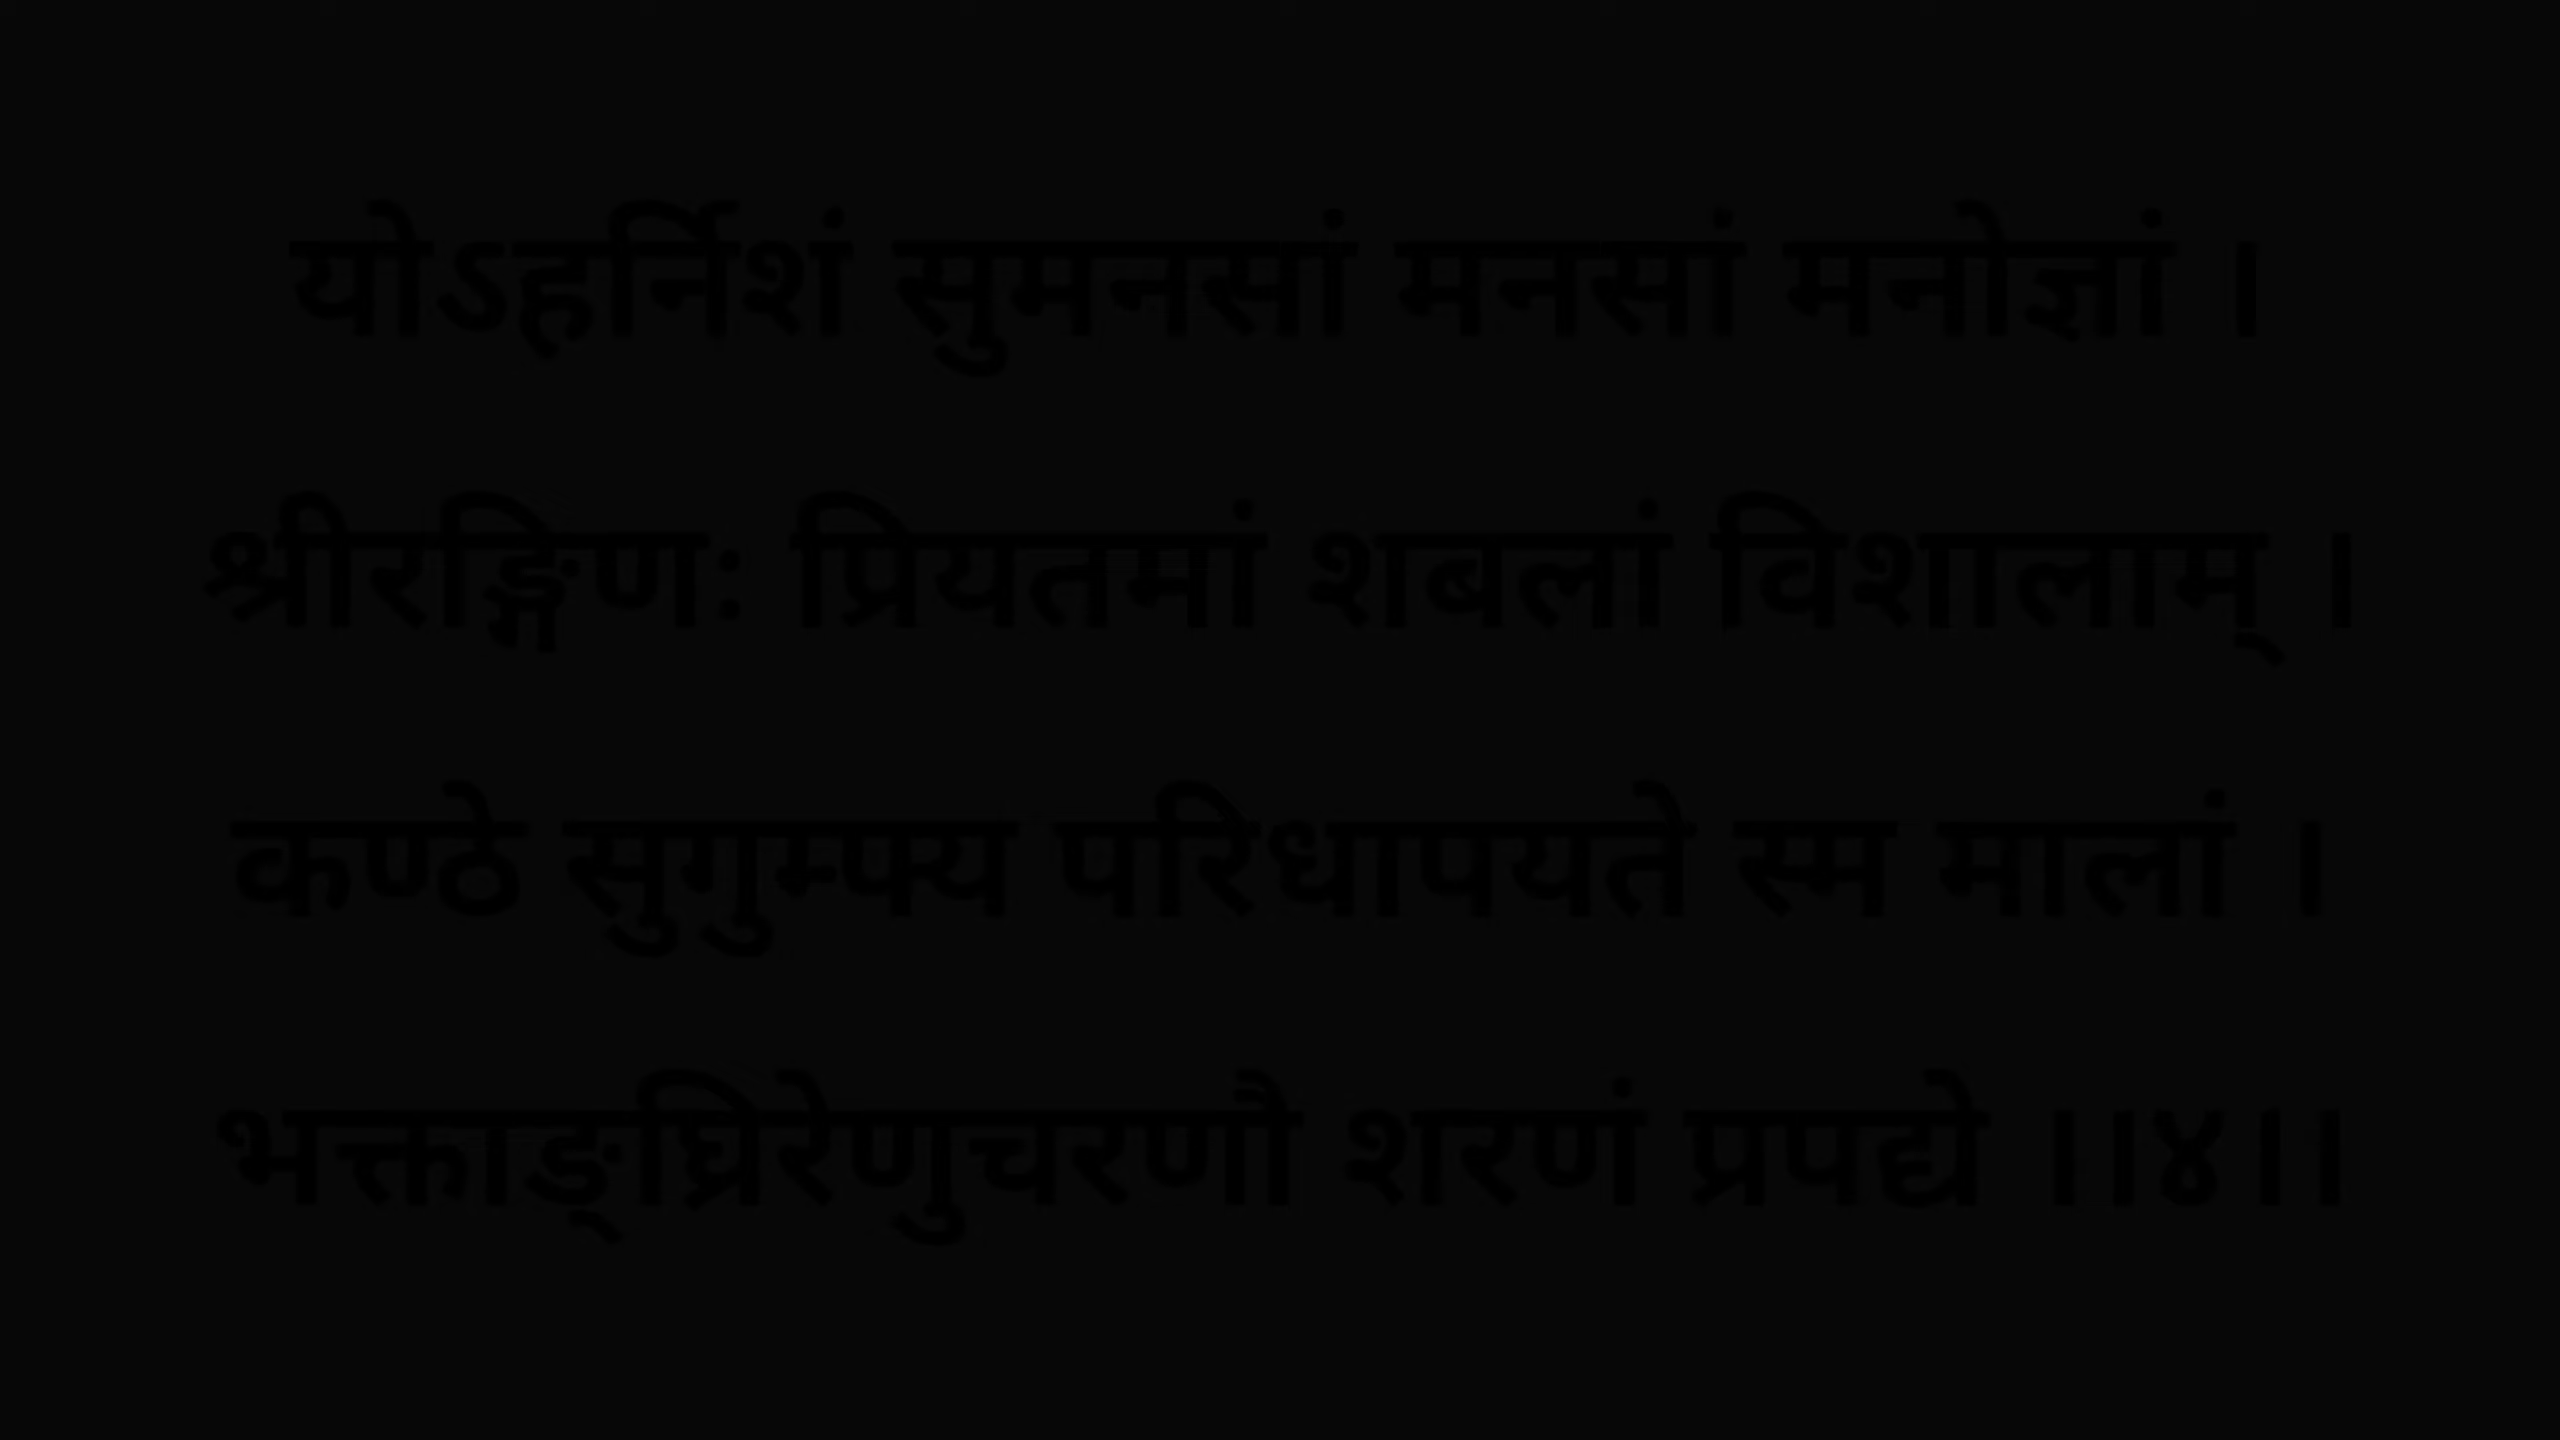 योऽहर्निशं सुमनसां मनसां मनोज्ञां ।
श्रीरङ्गिणः प्रियतमां शबलां विशालाम् ।
कण्ठे सुगुम्फ्य परिधापयते स्म मालां ।
भक्ताङ्घ्रिरेणुचरणौ शरणं प्रपद्ये ।।४।।